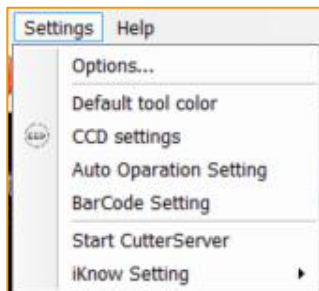 Settings Help
Options...
Default tool color
CCD settings
Auto Oparation Setting
BarCode Setting
Start CutterServer
iKnow Setting